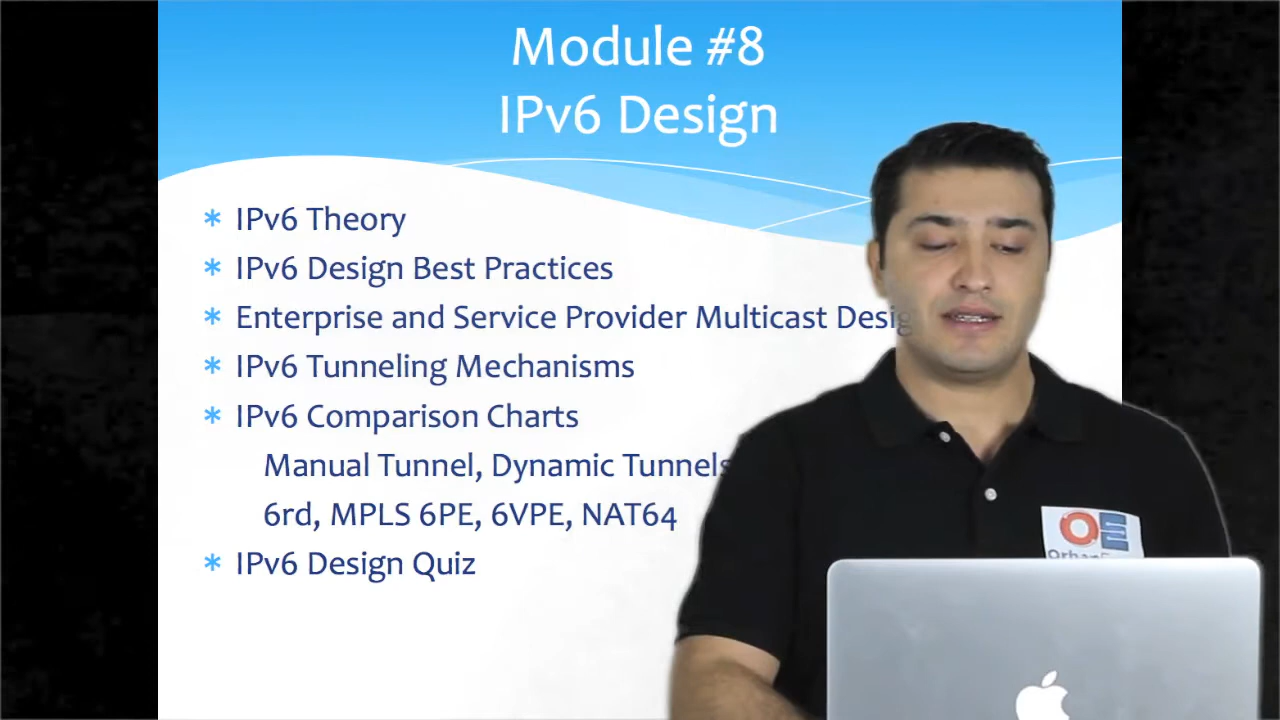 Module #8
IPv6 Design
* IPv6 Theory
* IPv6 Design Best Practices
* Enterprise and Service Provider Multicast Desig
* IPv6 Tunneling Mechanisms
* IPv6 Comparison Charts
Manual Tunnel, Dynamic Tunnels
6rd, MPLS 6PE, 6VPE, NAT64
* IPv6 Design Quiz
OE